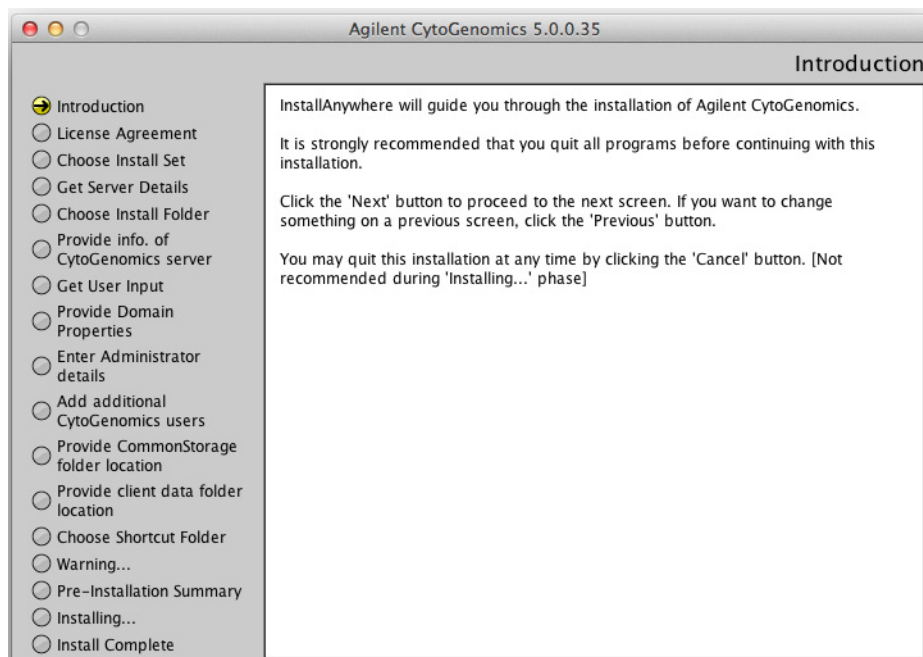 Agilent CytoGenomics 5.0.0.35
Introduction
Introduction
License Agreement
Choose Install Set
Get Server Details
Choose Install Folder
Provide info. of
CytoGenomics server
Get User Input
Provide Domain
Properties
Enter Administrator
details
Add additional
CytoGenomics users
Provide CommonStorage
folder location
Provide client data folder
location
Choose Shortcut Folder
Warning...
Pre-Installation Summary
Installing...
Install Complete
InstallAnywhere will guide you through the installation of Agilent CytoGenomics.
It is strongly recommended that you quit all programs before continuing with this
installation.
Click the 'Next' button to proceed to the next screen. If you want to change
something on a previous screen, click the 'Previous' button.
You may quit this installation at any time by clicking the 'Cancel' button. [Not
recommended during 'Installing...' phase]